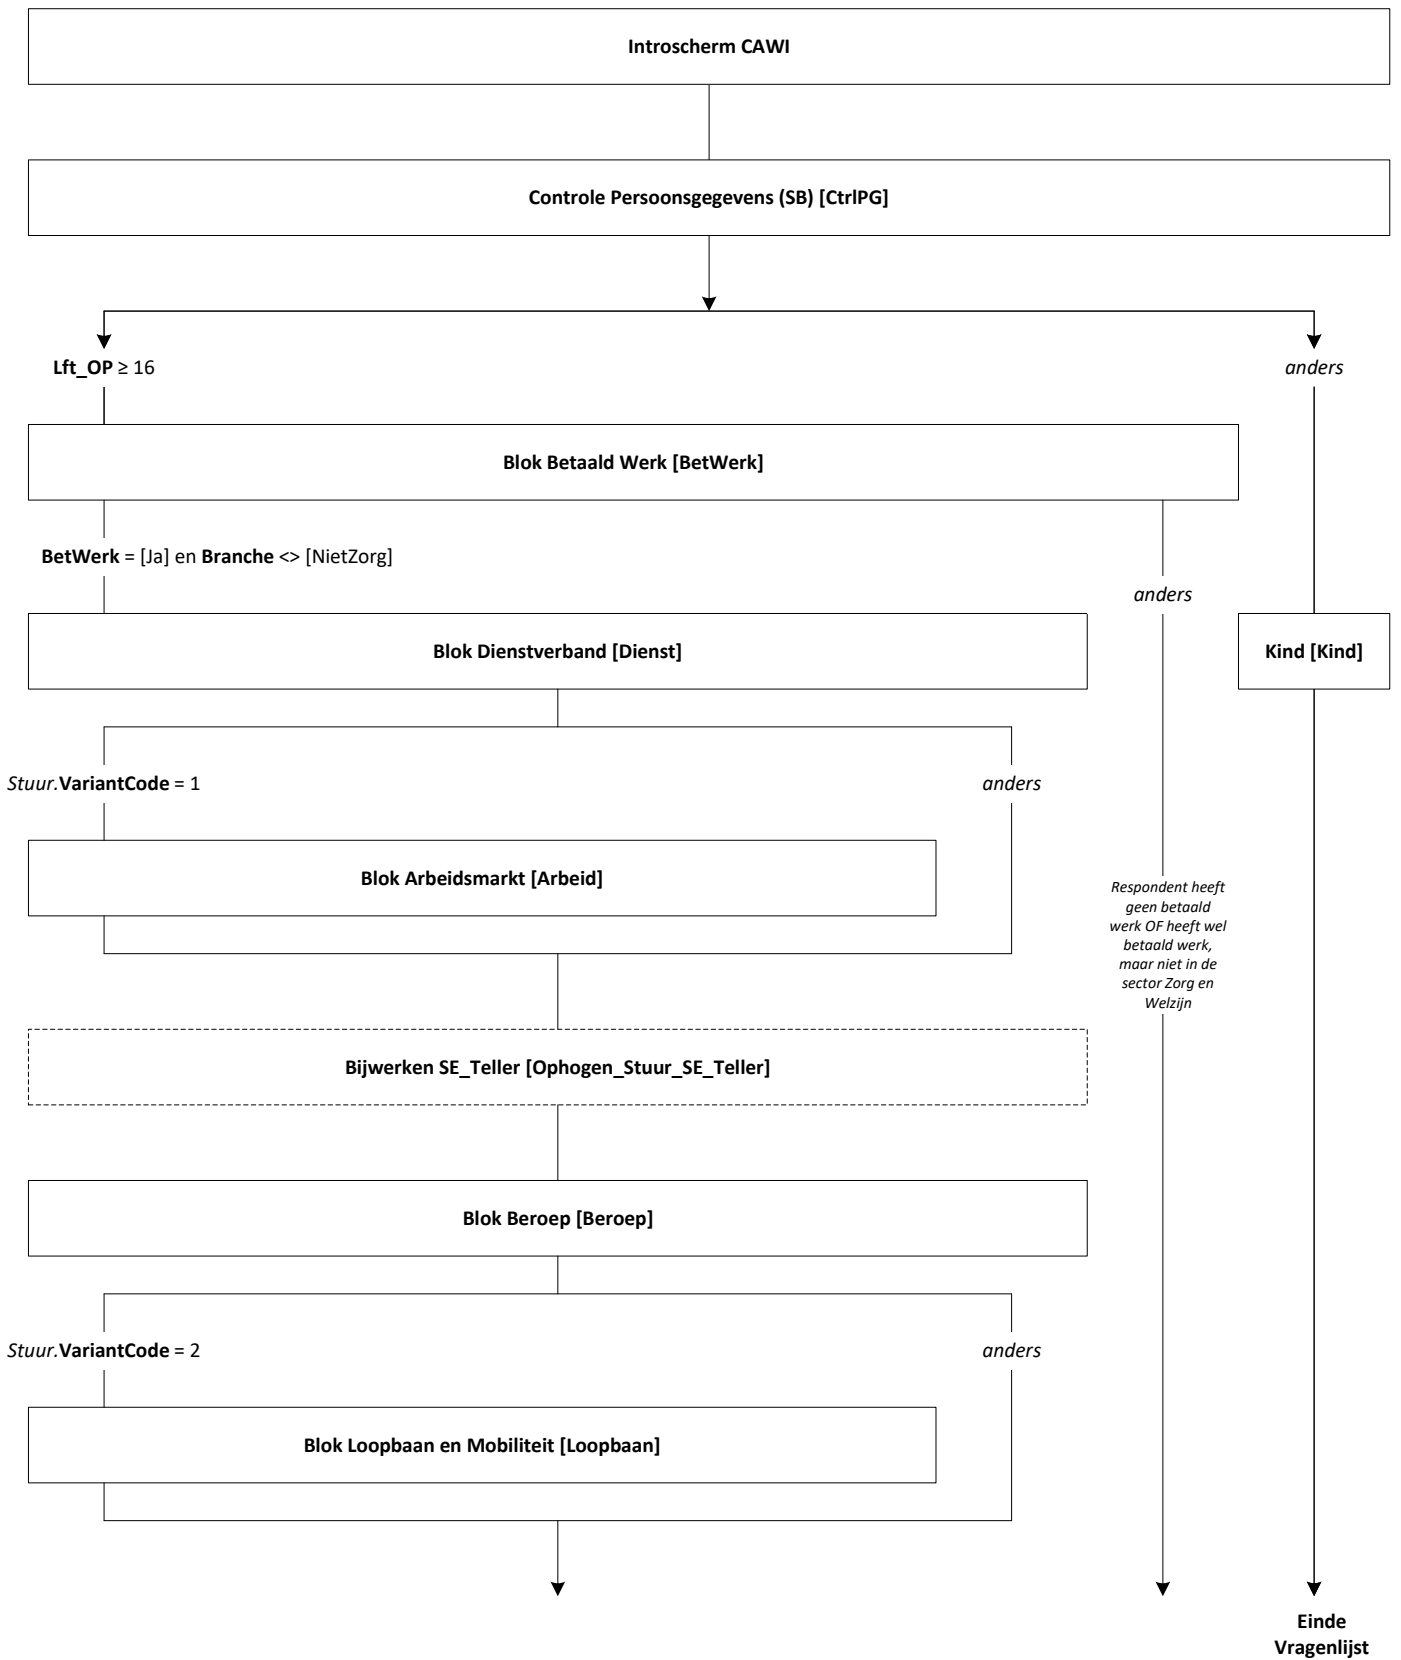 Introscherm CAWI
Controle Persoonsgegevens (SB) [CtrlPG]
Lft_OP ≥ 16
anders
Blok Betaald Werk [BetWerk]
BetWerk = [Ja] en Branche <> [NietZorg]
anders
Blok Dienstverband [Dienst]
Kind [Kind]
Stuur.VariantCode = 1
anders
Blok Arbeidsmarkt [Arbeid]
Respondent heeft
geen betaald
werk OF heeft wel
betaald werk,
maar niet in de
sector Zorg en
Welzijn
Bijwerken SE_Teller [Ophogen_Stuur_SE_Teller]
Blok Beroep [Beroep]
Stuur.VariantCode = 2
anders
Blok Loopbaan en Mobiliteit [Loopbaan]
Einde
Vragenlijst